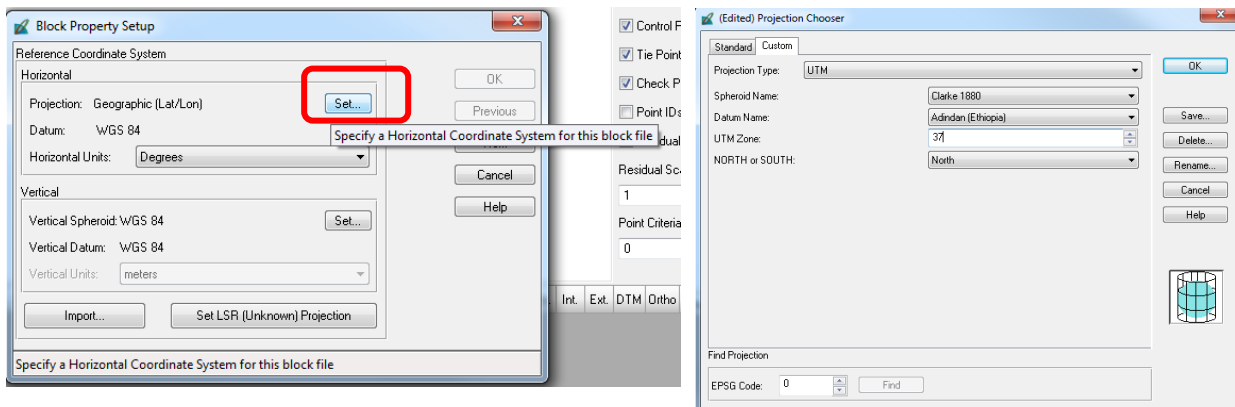 Block Property Setup
Reference Coordinate System
Horizontal
Projection: Geographic (Lat/Lon)
Set...
Datum: WGS 84
Horizontal Units: Degrees
Vertical
Vertical Spheroid: WGS 84
Set...
Vertical Datum: WGS 84
Vertical Units: meters
Import...
Set LSR (Unknown) Projection
Specify a Horizontal Coordinate System for this block file
OK
Previous
Specify a Horizontal Coordinate System for this block file
Cancel
Help
Control P
Tie Point
Check P
Point IDs
dual
Residual Sc
1
Point Criteria
0
Int. Ext. DTM Ortho
(Edited) Projection Chooser
Standard Custom
Projection Type: UTM
Spheroid Name: Clarke 1880
Datum Name: Adindan (Ethiopia)
UTM Zone: 37
NORTH or SOUTH: North
OK
Save...
Delete...
Rename...
Cancel
Help
Find Projection
EPSG Code: 0 Find